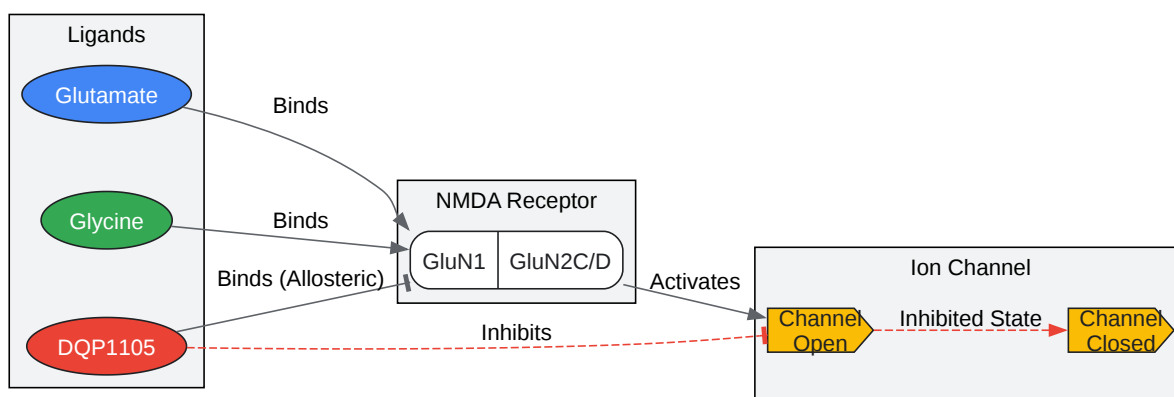 Ligands
Glutamate
Binds
Glycine
Binds
NMDA Receptor
GluN1
GluN2C/D
Binds (Allosteric)
DQP1105
Inhibits
Activates
Ion Channel
Channel
Open
Inhibited State
Channel
Closed